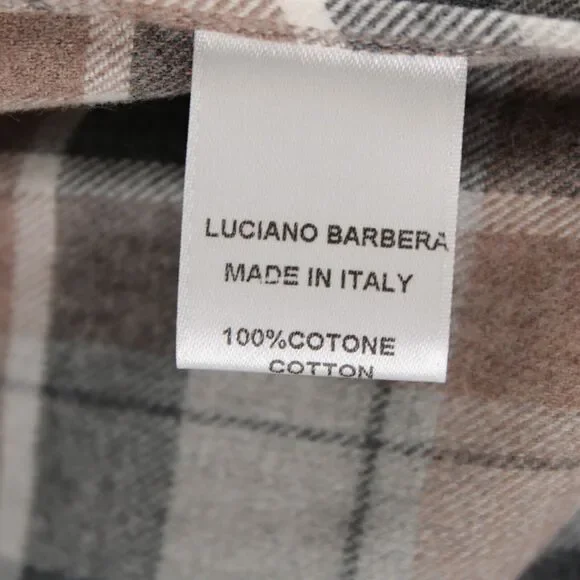 LUCIANO BARBERA
MADE IN ITALY
100%COTONE
COTTON